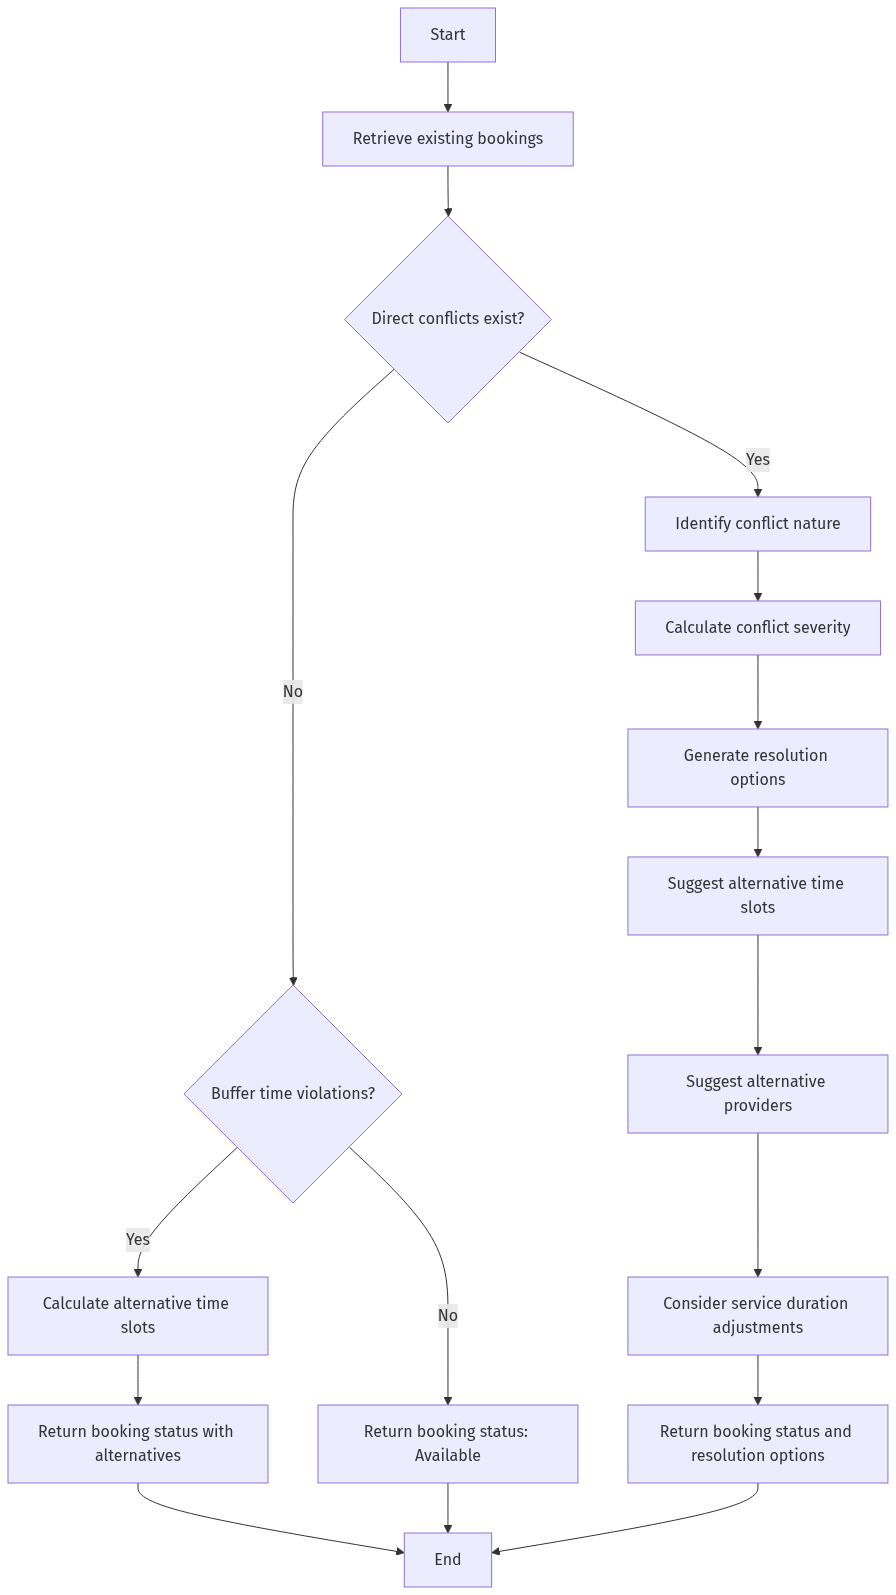 Start
Retrieve existing bookings
Direct conflicts exist?
Yes
Identify conflict nature
Calculate conflict severity
No
Generate resolution
options
Suggest alternative time
slots
Suggest alternative
providers
Buffer time violations?
Yes
No
Calculate alternative time
slots
Consider service duration
adjustments
Return booking status with
alternatives
Return booking status:
Available
Return booking status and
resolution options
End